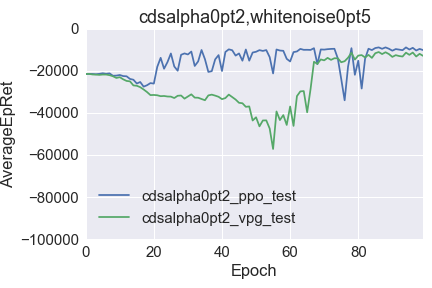 cdsalpha0pt2,whitenoise0pt5
0
−20000
−40000
−60000
−80000
−100000
AverageEpRet
cdsalpha0pt2_ppo_test
cdsalpha0pt2_vpg_test
0 20 40 60 80
Epoch